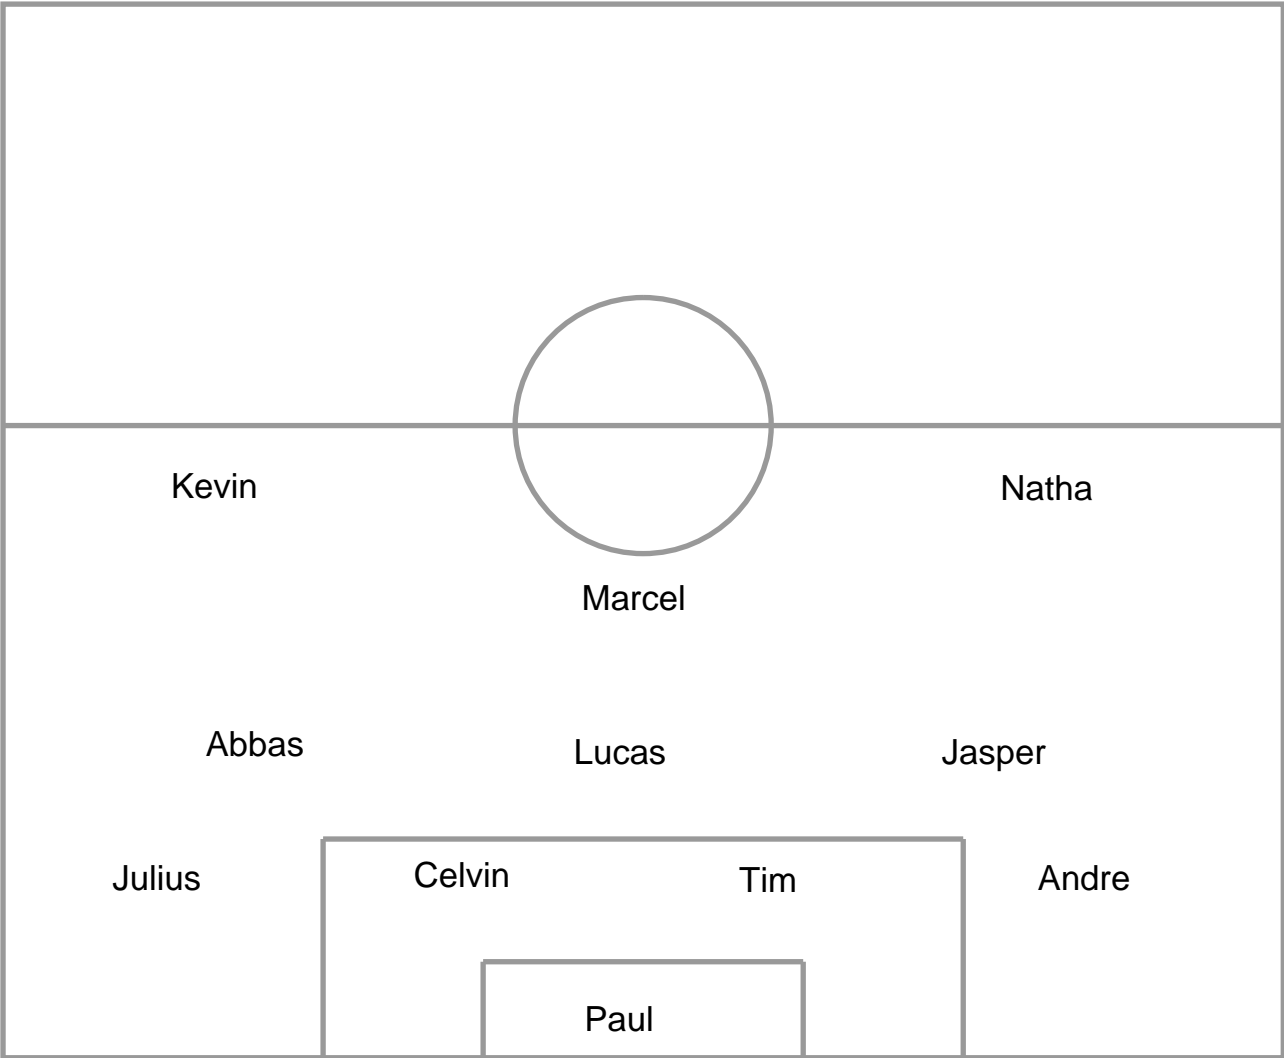 Kevin
Natha
Marcel
Abbas
Lucas
Jasper
Julius
Celvin
Tim
Andre
Paul